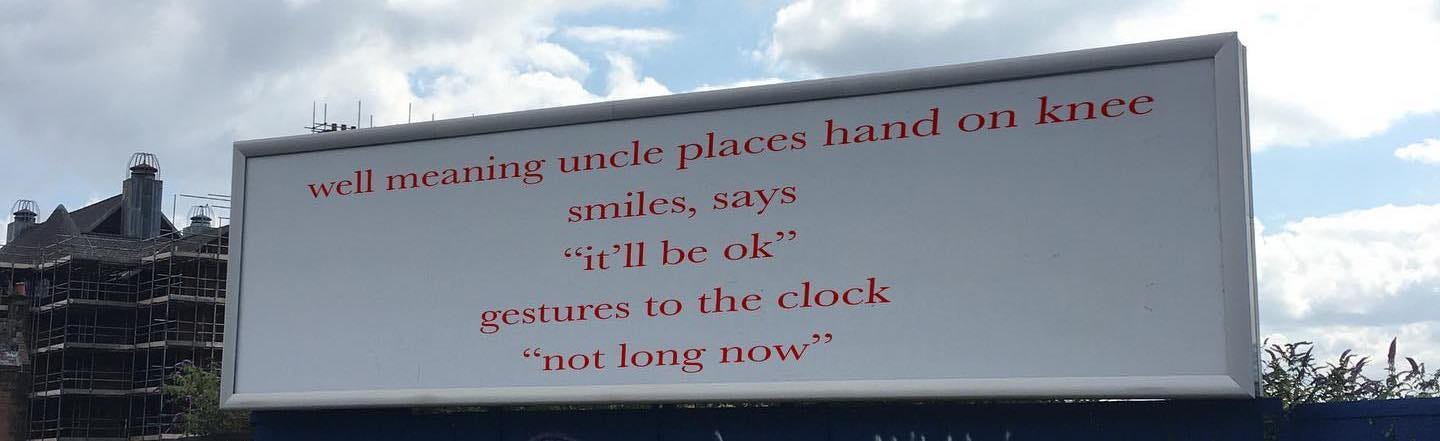 well meaning uncle places hand on knee
smiles, says
“it’ll be ok”
gestures to the clock
“not long now”